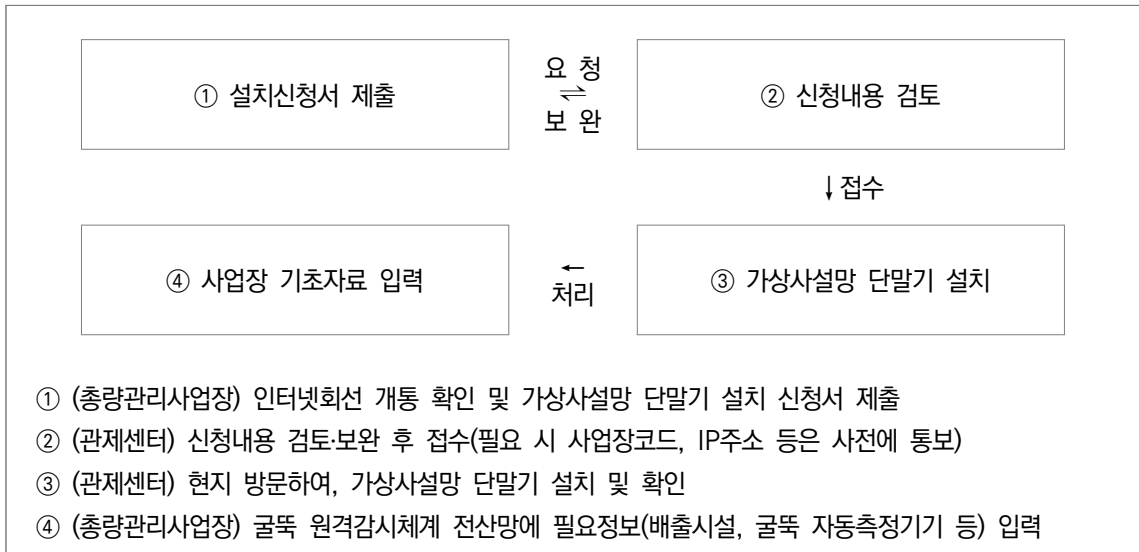 ① 설치신청서 제출
요 청
⇌
보 완
② 신청내용 검토
↓접수
④ 사업장 기초자료 입력
←
처리
③ 가상사설망 단말기 설치
① (총량관리사업장) 인터넷회선 개통 확인 및 가상사설망 단말기 설치 신청서 제출
② (관제센터) 신청내용 검토·보완 후 접수(필요 시 사업장코드, IP주소 등은 사전에 통보)
③ (관제센터) 현지 방문하여, 가상사설망 단말기 설치 및 확인
④ (총량관리사업장) 굴뚝 원격감시체계 전산망에 필요정보(배출시설, 굴뚝 자동측정기기 등) 입력